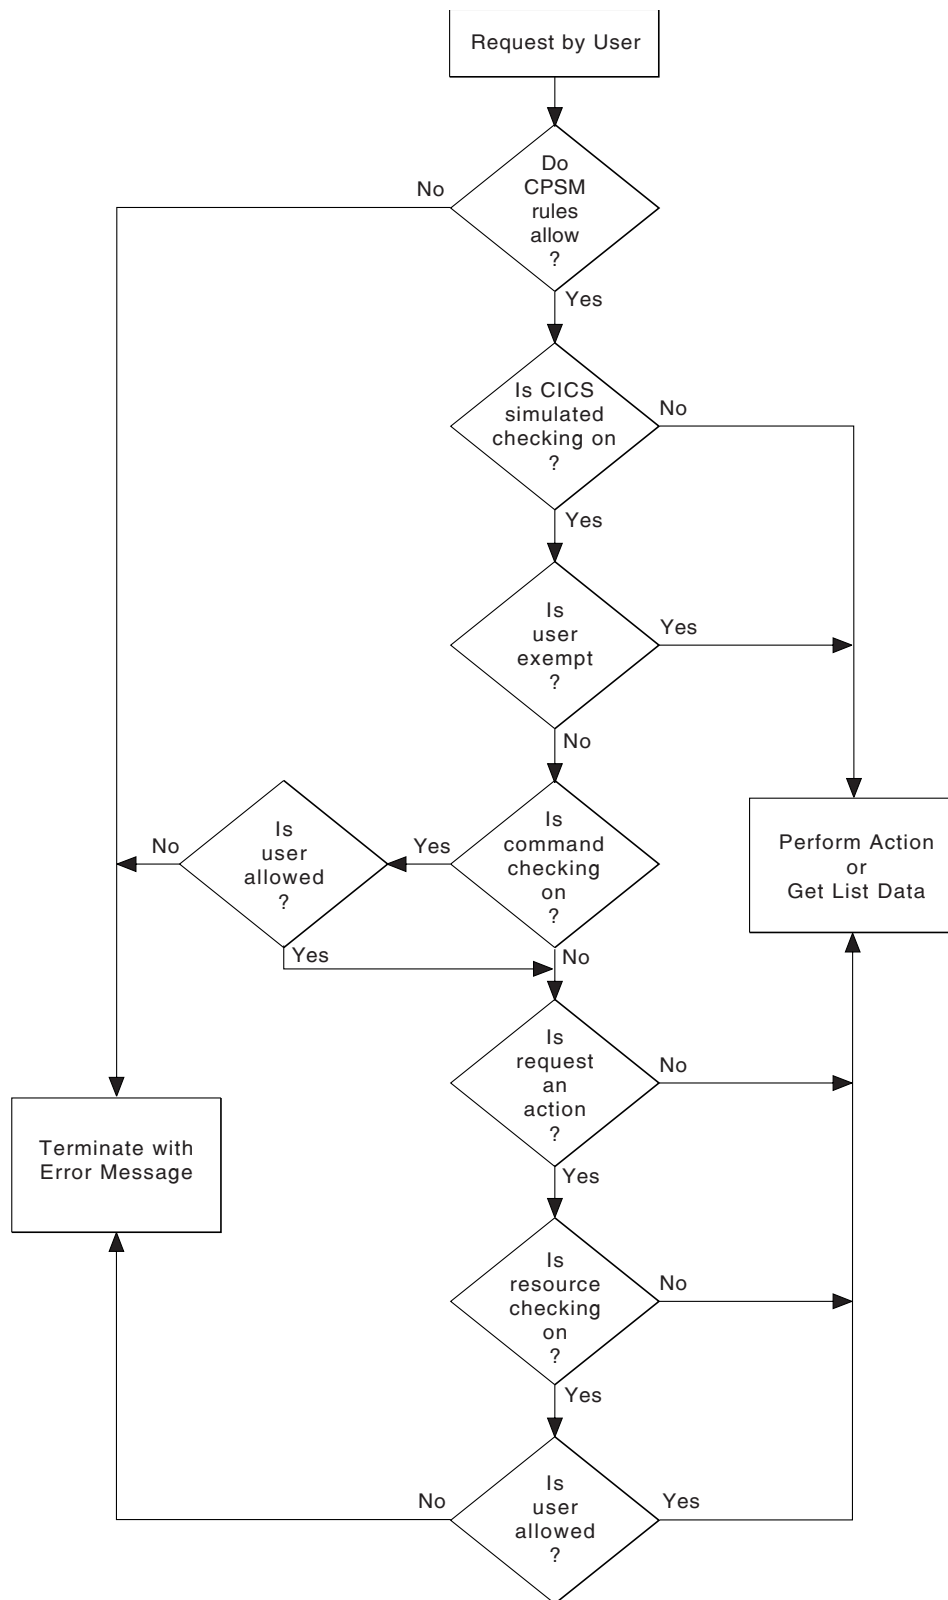 Request by User
Do
CPSM
rules
allow
?
No
Yes
Is CICS
simulated
checking on
?
No
Yes
Is
user
exempt
?
Yes
No
Is
command
checking
on
?
Yes
No
Is
user
allowed
?
No
Yes
Perform Action
or
Get List Data
Is
request
an
action
?
No
Yes
Terminate with
Error Message
Is
resource
checking
on
?
No
Yes
Is
user
allowed
?
No
Yes